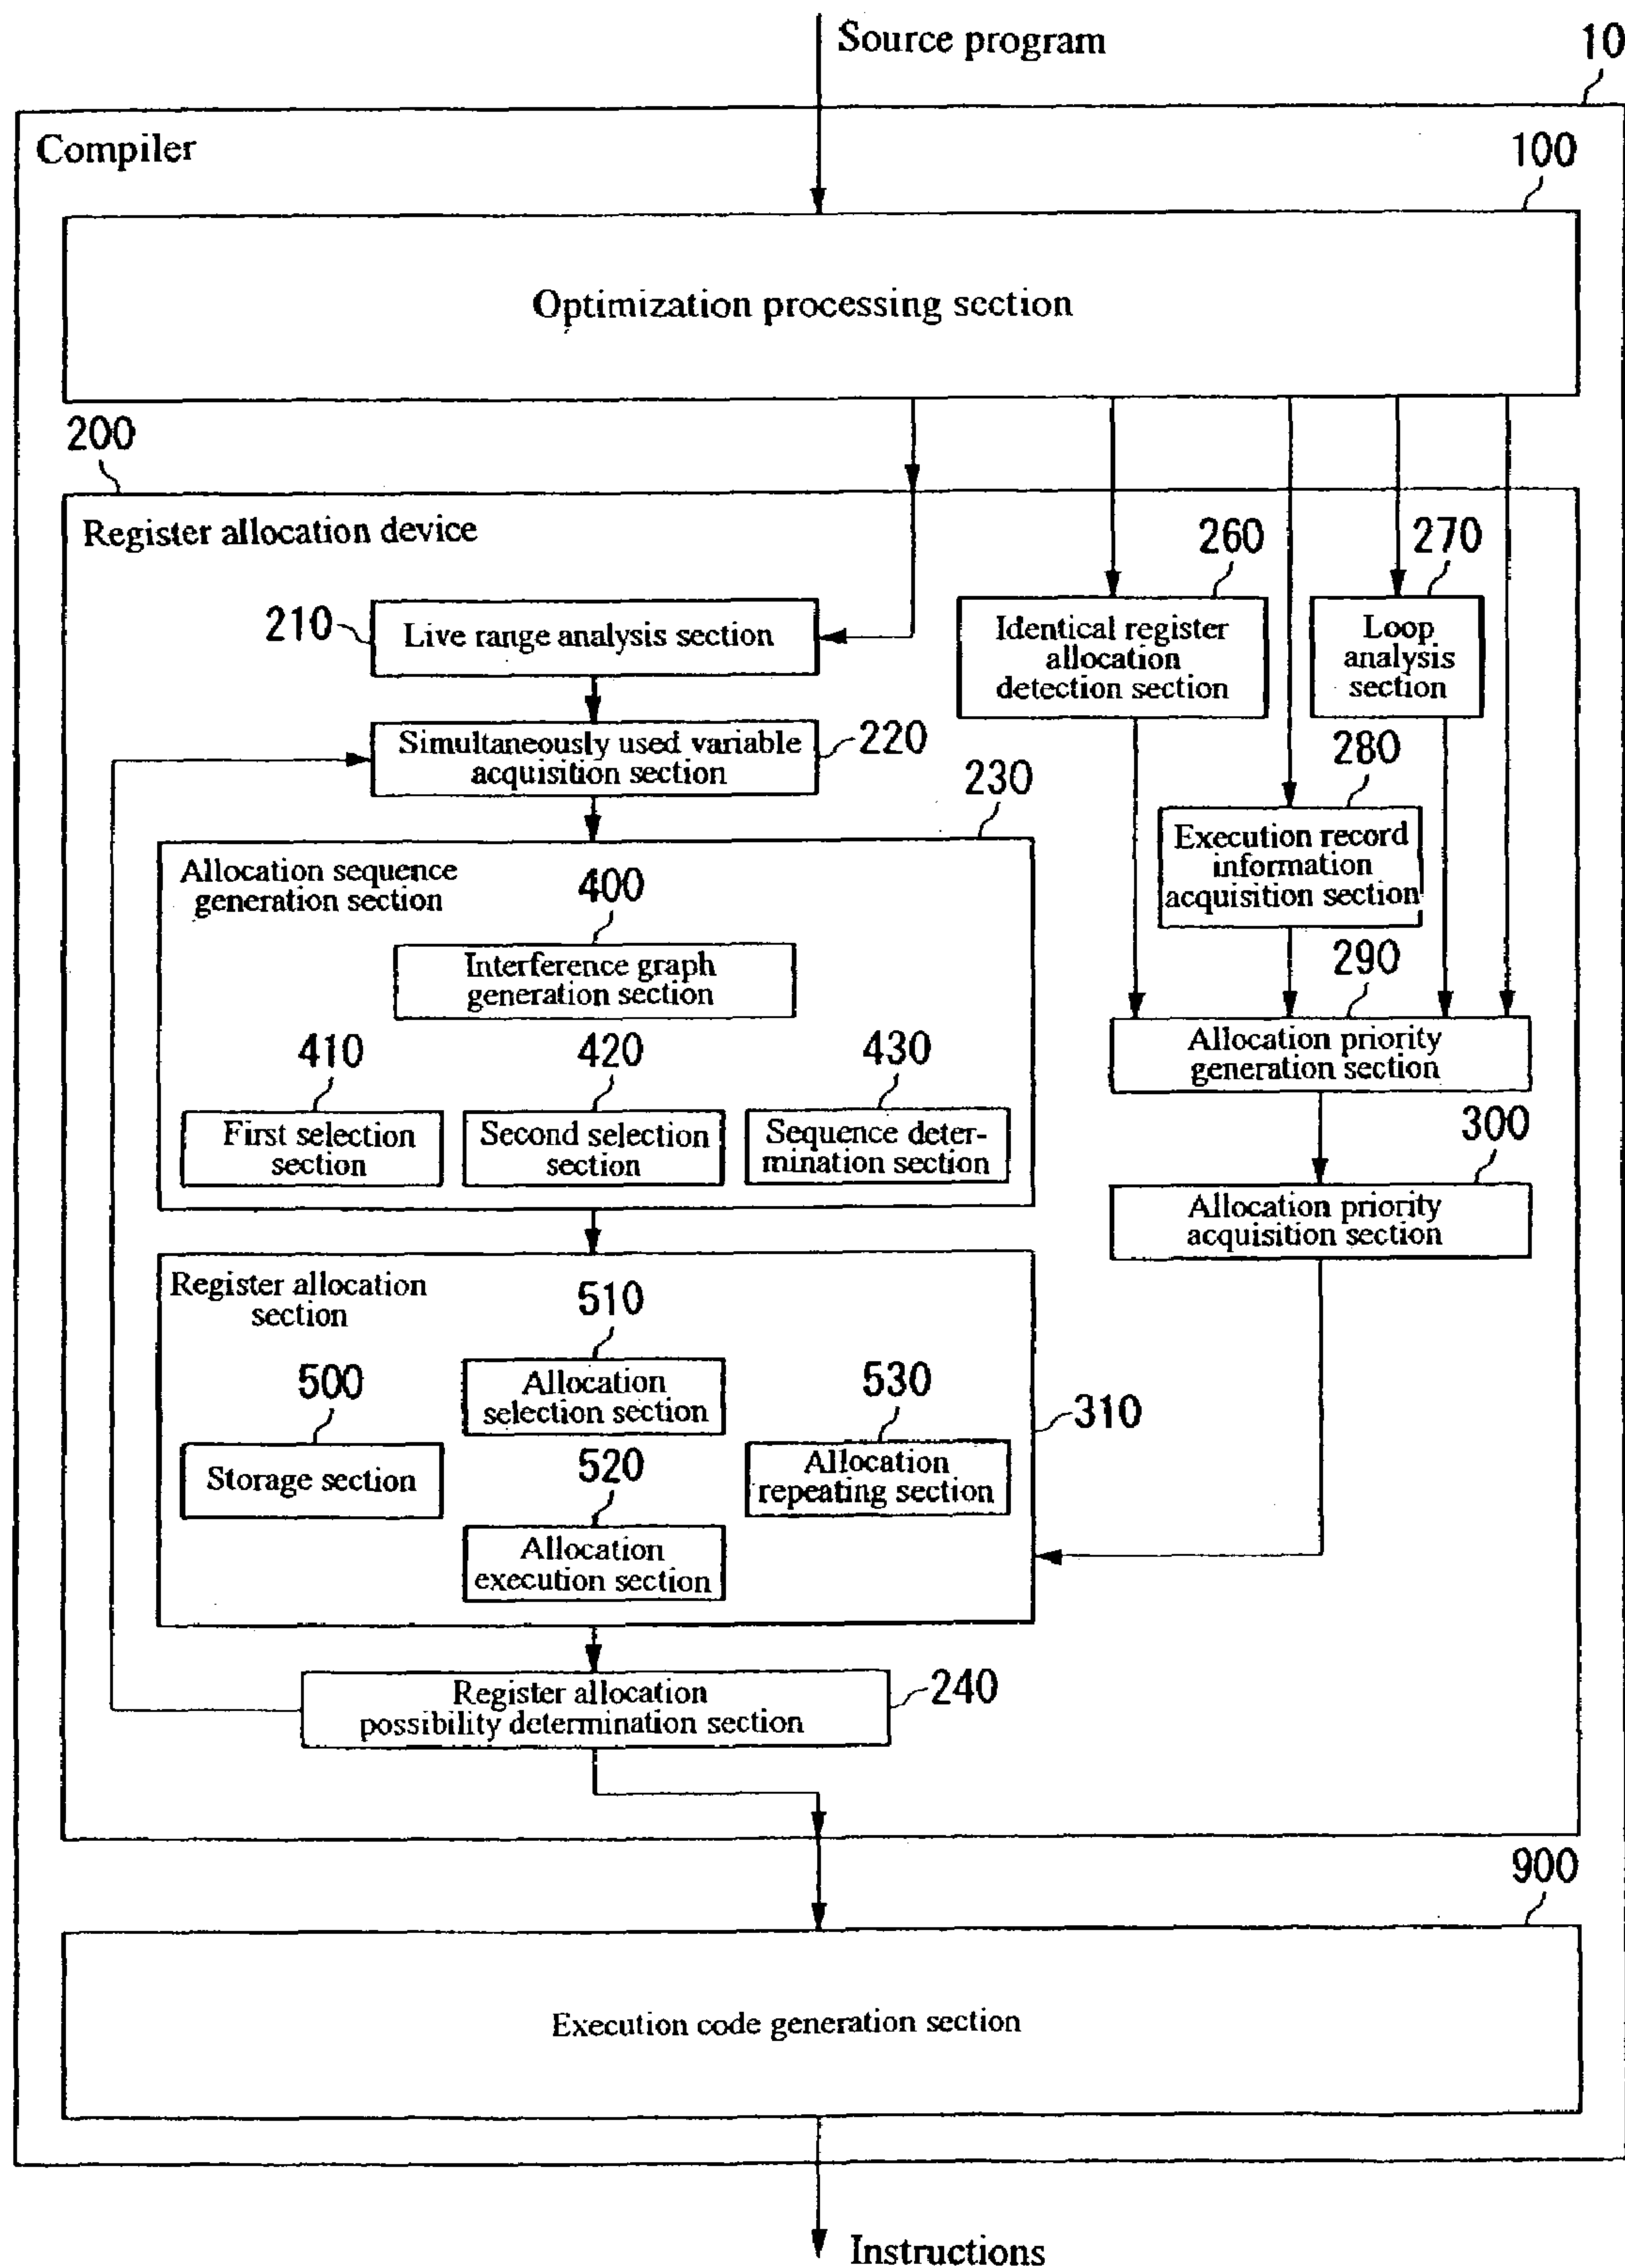 Source program
10
Compiler
100
Optimization processing section
200
Register allocation device
260
270
210
Live range analysis section
Identical register
allocation
detection section
Loop
analysis
section
Simultaneously used variable
acquisition section
220
280
230
Execution record
information
acquisition section
Allocation sequence
generation section
400
Interference graph
generation section
290
Allocation priority
generation section
410
420
430
First selection
section
Second selection
section
Sequence deter-
mination section
300
Allocation priority
acquisition section
Register allocation
section
510
Allocation
selection section
500
530
310
Storage section
520
Allocation
repeating section
Allocation
execution section
Register allocation
possibility determination section
240
900
Execution code generation section
Instructions